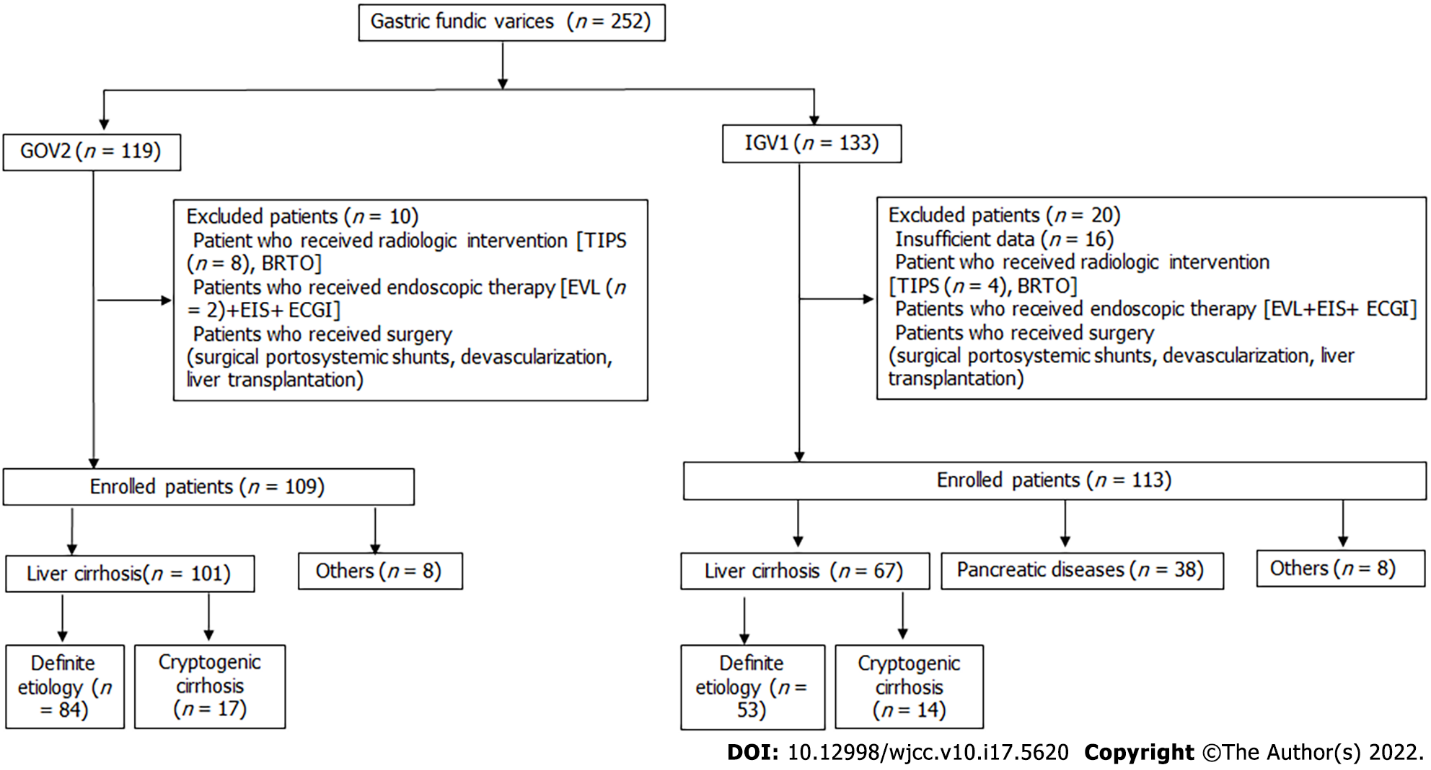 Gastric fundic varices (n = 252)
GOV2 (n = 119)
IGV1 (n = 133)
Excluded patients (n = 10)
Patient who received radiologic intervention [TIPS
(n = 8), BRTO]
Patients who received endoscopic therapy [EVL (n
= 2)+EIS+ ECGI]
Patients who received surgery
(surgical portosystemic shunts, devascularization,
liver transplantation)
Excluded patients (n = 20)
Insufficient data (n = 16)
Patient who received radiologic intervention
[TIPS (n = 4), BRTO]
Patients who received endoscopic therapy [EVL+EIS+ ECGI]
Patients who received surgery
(surgical portosystemic shunts, devascularization, liver
transplantation)
Enrolled patients (n = 109)
Enrolled patients (n = 113)
Liver cirrhosis(n = 101)
Others (n = 8)
Liver cirrhosis (n = 67)
Pancreatic diseases (n = 38)
Others (n = 8)
Definite
etiology (n
= 84)
Cryptogenic
cirrhosis
(n = 17)
Definite
etiology (n =
53)
Cryptogenic
cirrhosis
(n = 14)
DOI: 10.12998/wjcc.v10.i17.5620 Copyright ©The Author(s) 2022.